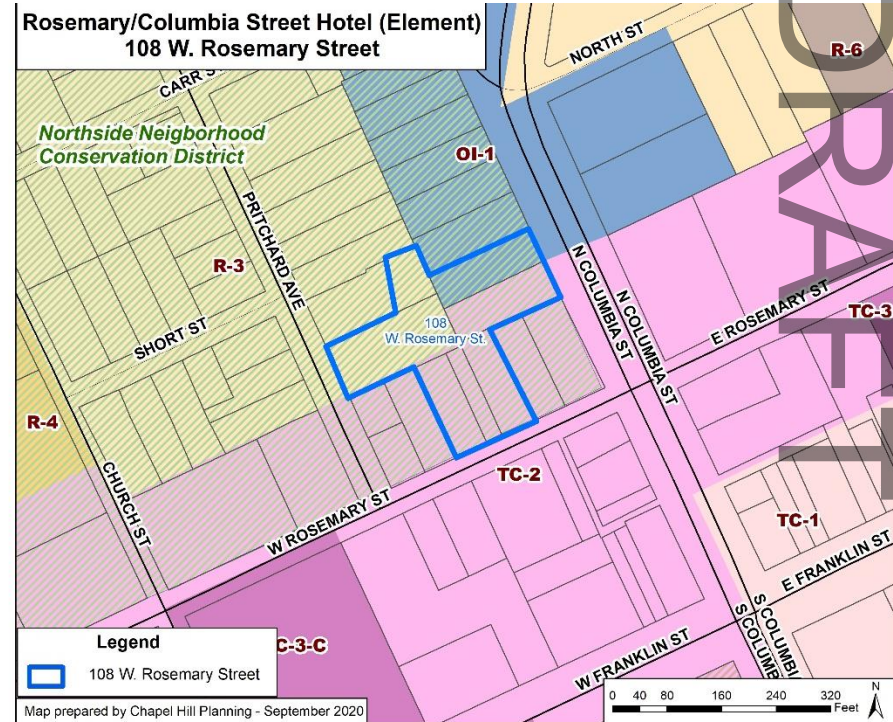 Rosemary/Columbia Street Hotel (Element)
108 W. Rosemary Street
DRAFT
NORTH ST
R-6
CARR S
Northside Neigborhood
Conservation District
OI-1
PRITCHARD AVE
R-3
N COLUMBIA ST
N COLUMBIA ST
E ROSEMARY ST
TC-3
108
W. Rosemary St.
SHORT ST
R-4
CHURCH ST
W ROSEMARY ST
TC-2
TC-1
E FRANKLIN ST
S COLUMB
S COLUMBIA
W FRANKLIN ST
C-3-C
Legend
108 W. Rosemary Street
Map prepared by Chapel Hill Planning - September 2020
0 40 80 160 240 320
Feet
N